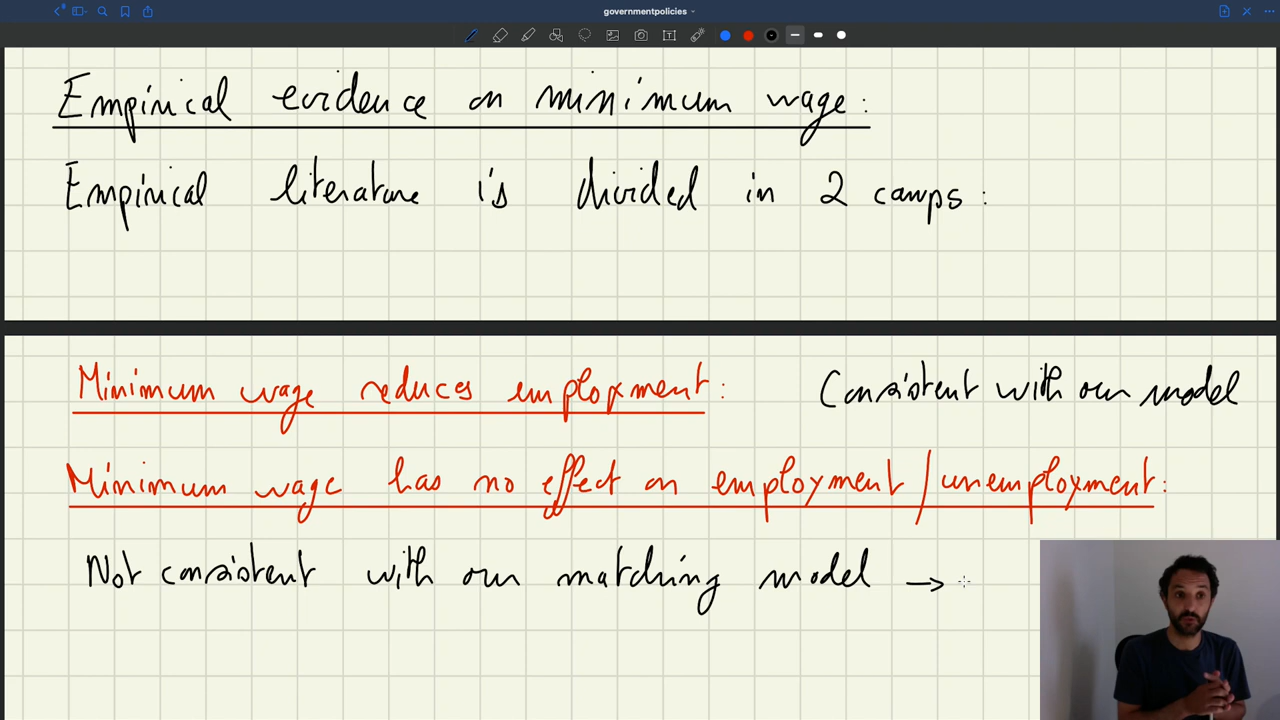 governmentpolicies
Empirical evidence on minimum wage:
Empirical literature is divided in 2 camps:
Minimum wage reduces employment: Consistent with our model
Minimum wage has no effect on employment/unemployment:
Not consistent with our matching model →